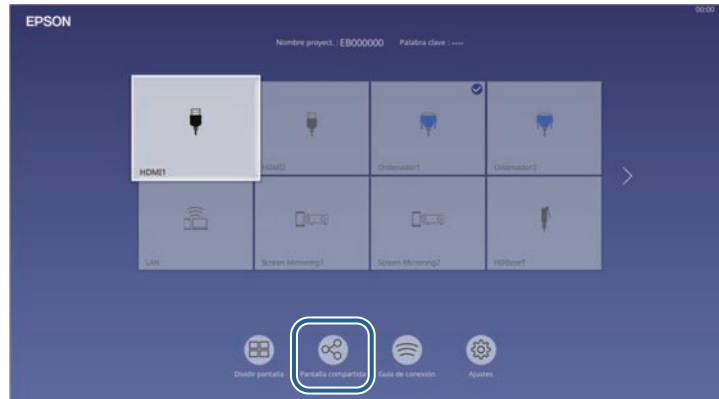 00:00
EPSON
Nombre proyect. : EB000000 Palabra clave : ----
HDMI1
HDMI2
Ordenador1
Ordenador2
LAN
Screen Mirroring1
Screen Mirroring2
HDBaseT
Dividir pantalla
Pantalla compartida
Guía de conexión
Ajustes